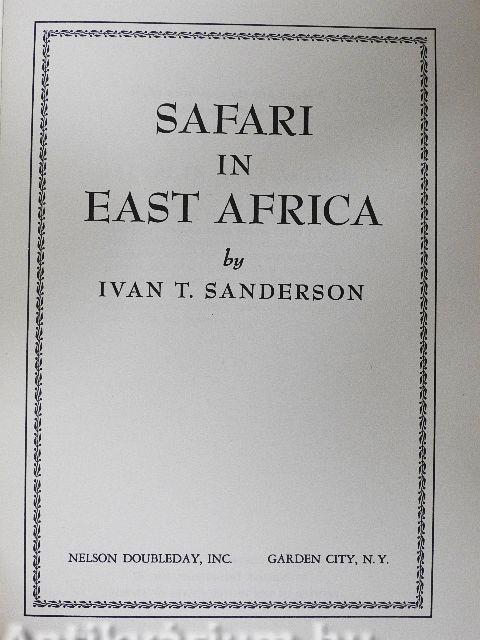 SAFARI
IN
EAST AFRICA
by
IVAN T. SANDERSON
NELSON DOUBLEDAY, INC. GARDEN CITY, N. Y.